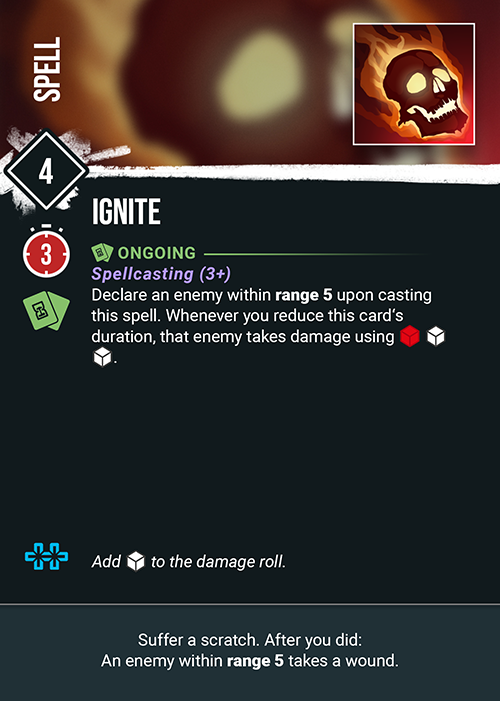 SPELL
4
IGNITE
3
ONGOING
Spellcasting (3+)
Declare an enemy within range 5 upon casting
this spell. Whenever you reduce this card's
duration, that enemy takes damage using
.
Add to the damage roll.
Suffer a scratch. After you did:
An enemy within range 5 takes a wound.